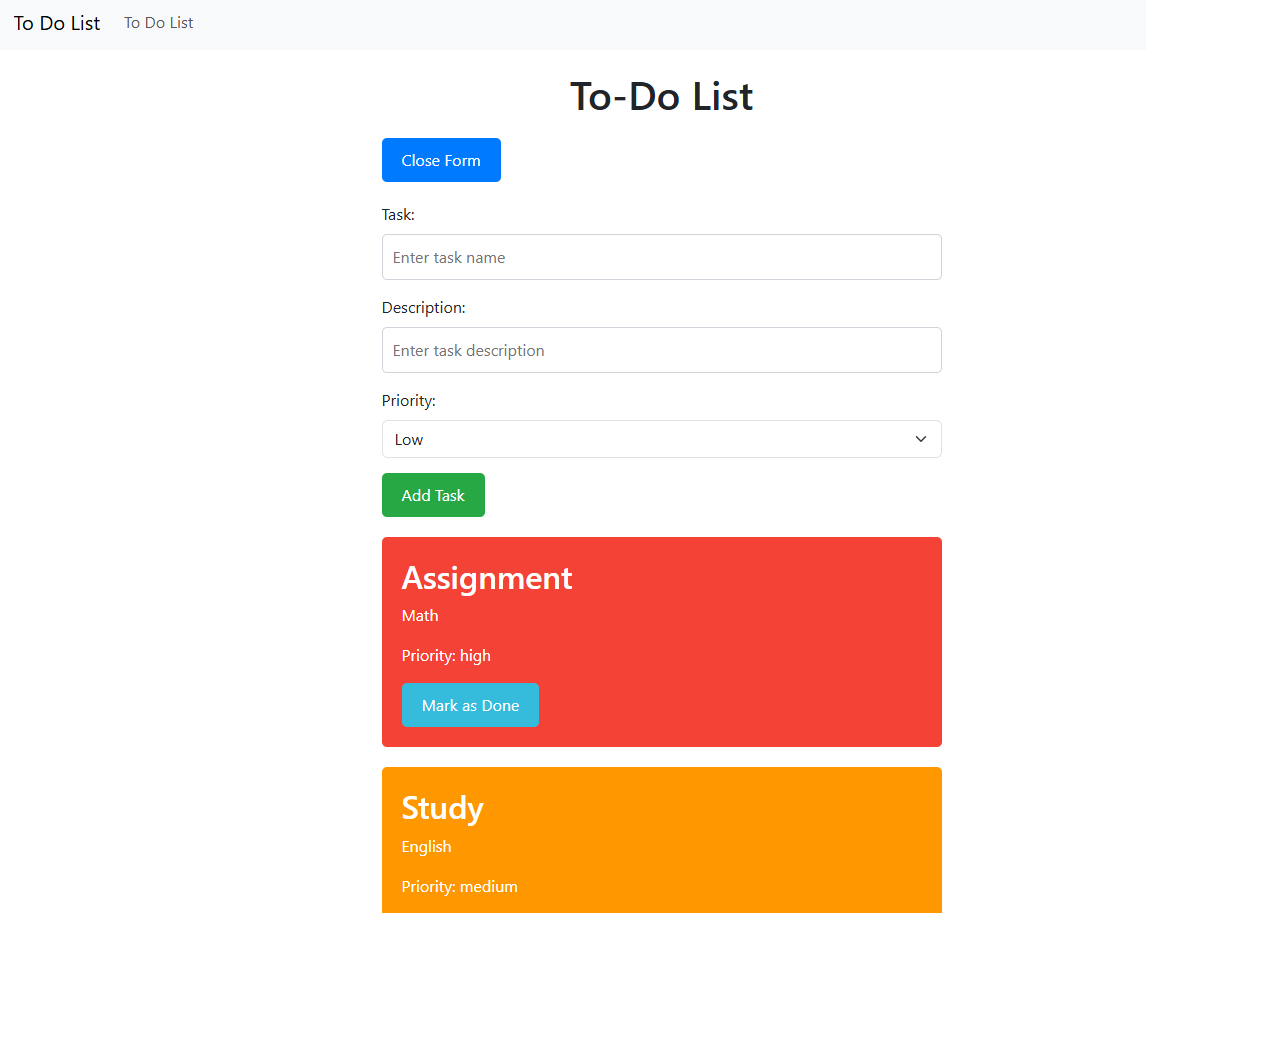 To Do List To Do List
To-Do List
Close Form
Task:
Enter task name
Description:
Enter task description
Priority:
Low
Add Task
Assignment
Math
Priority: high
Mark as Done
Study
English
Priority: medium